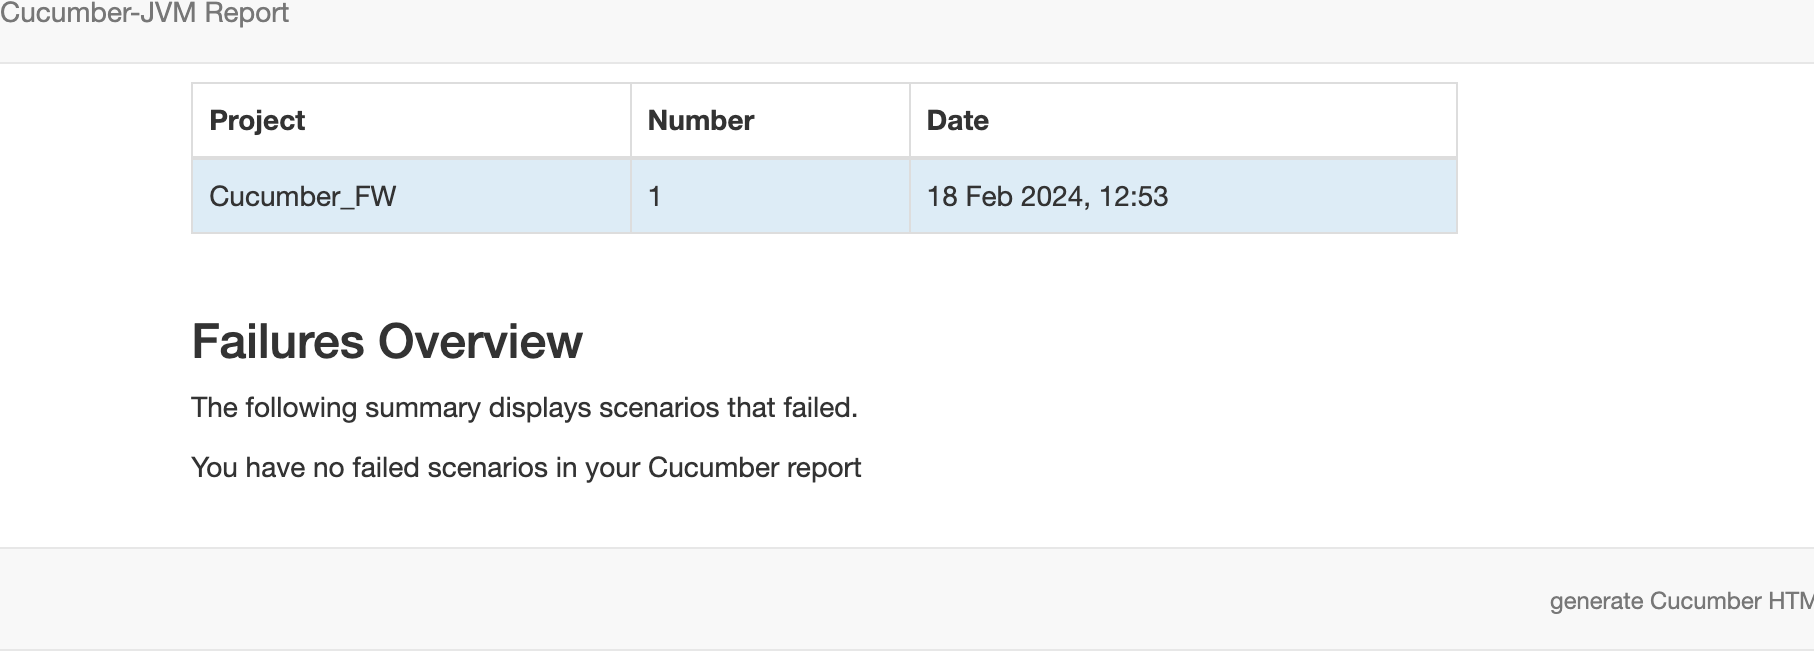 Cucumber-JVM Report
Project Number Date
Cucumber_FW 1 18 Feb 2024, 12:53
Failures Overview
The following summary displays scenarios that failed.
You have no failed scenarios in your Cucumber report
generate Cucumber HTM